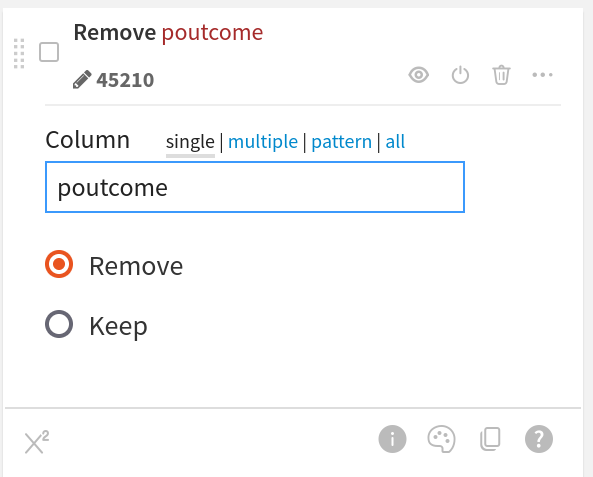 Remove poutcome
45210
Column single | multiple | pattern | all
poutcome
Remove
Keep
X²
i ?